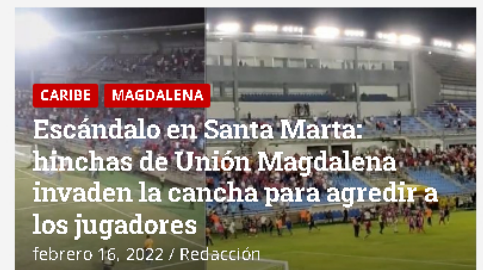 CARIBE MAGDALENA
Escándalo en Santa Marta:
hinchas de Unión Magdalena
invaden la cancha para agredir a
los jugadores
febrero 16, 2022 / Redacción